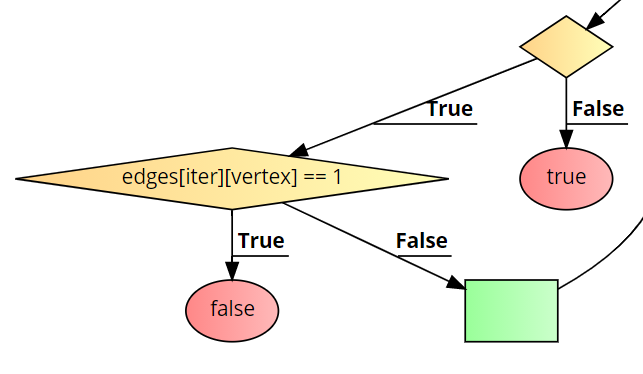 True
False
edges[iter][vertex] == 1
true
True
False
false